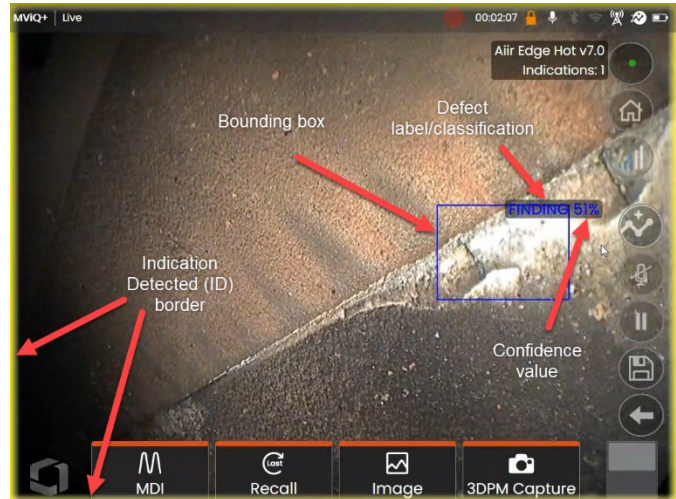 MViQ+ Live 00:02:07
Aiir Edge Hot v7.0
Indications: 1
Bounding box
Defect
label/classification
FINDING 51%
Indication
Detected (ID)
border
Confidence
value
Last
MDI Recall Image 3DPM Capture